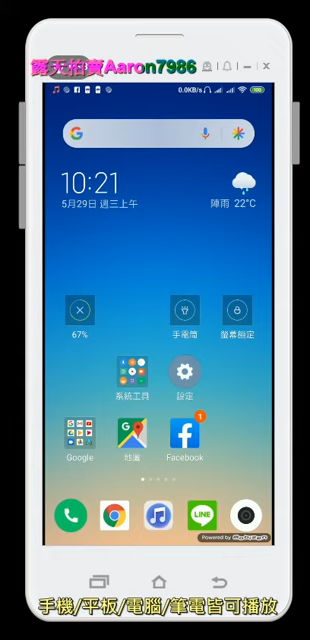 露天拍賣Aaron7986
0.0KB/s
10:21
5月29日 週三上午
陣雨 22°C
67%
手電筒
螢幕鎖定
系統工具
設定
1
Google
地圖
Facebook
LINE
Powered by
手機/平板/電腦/筆電皆可播放